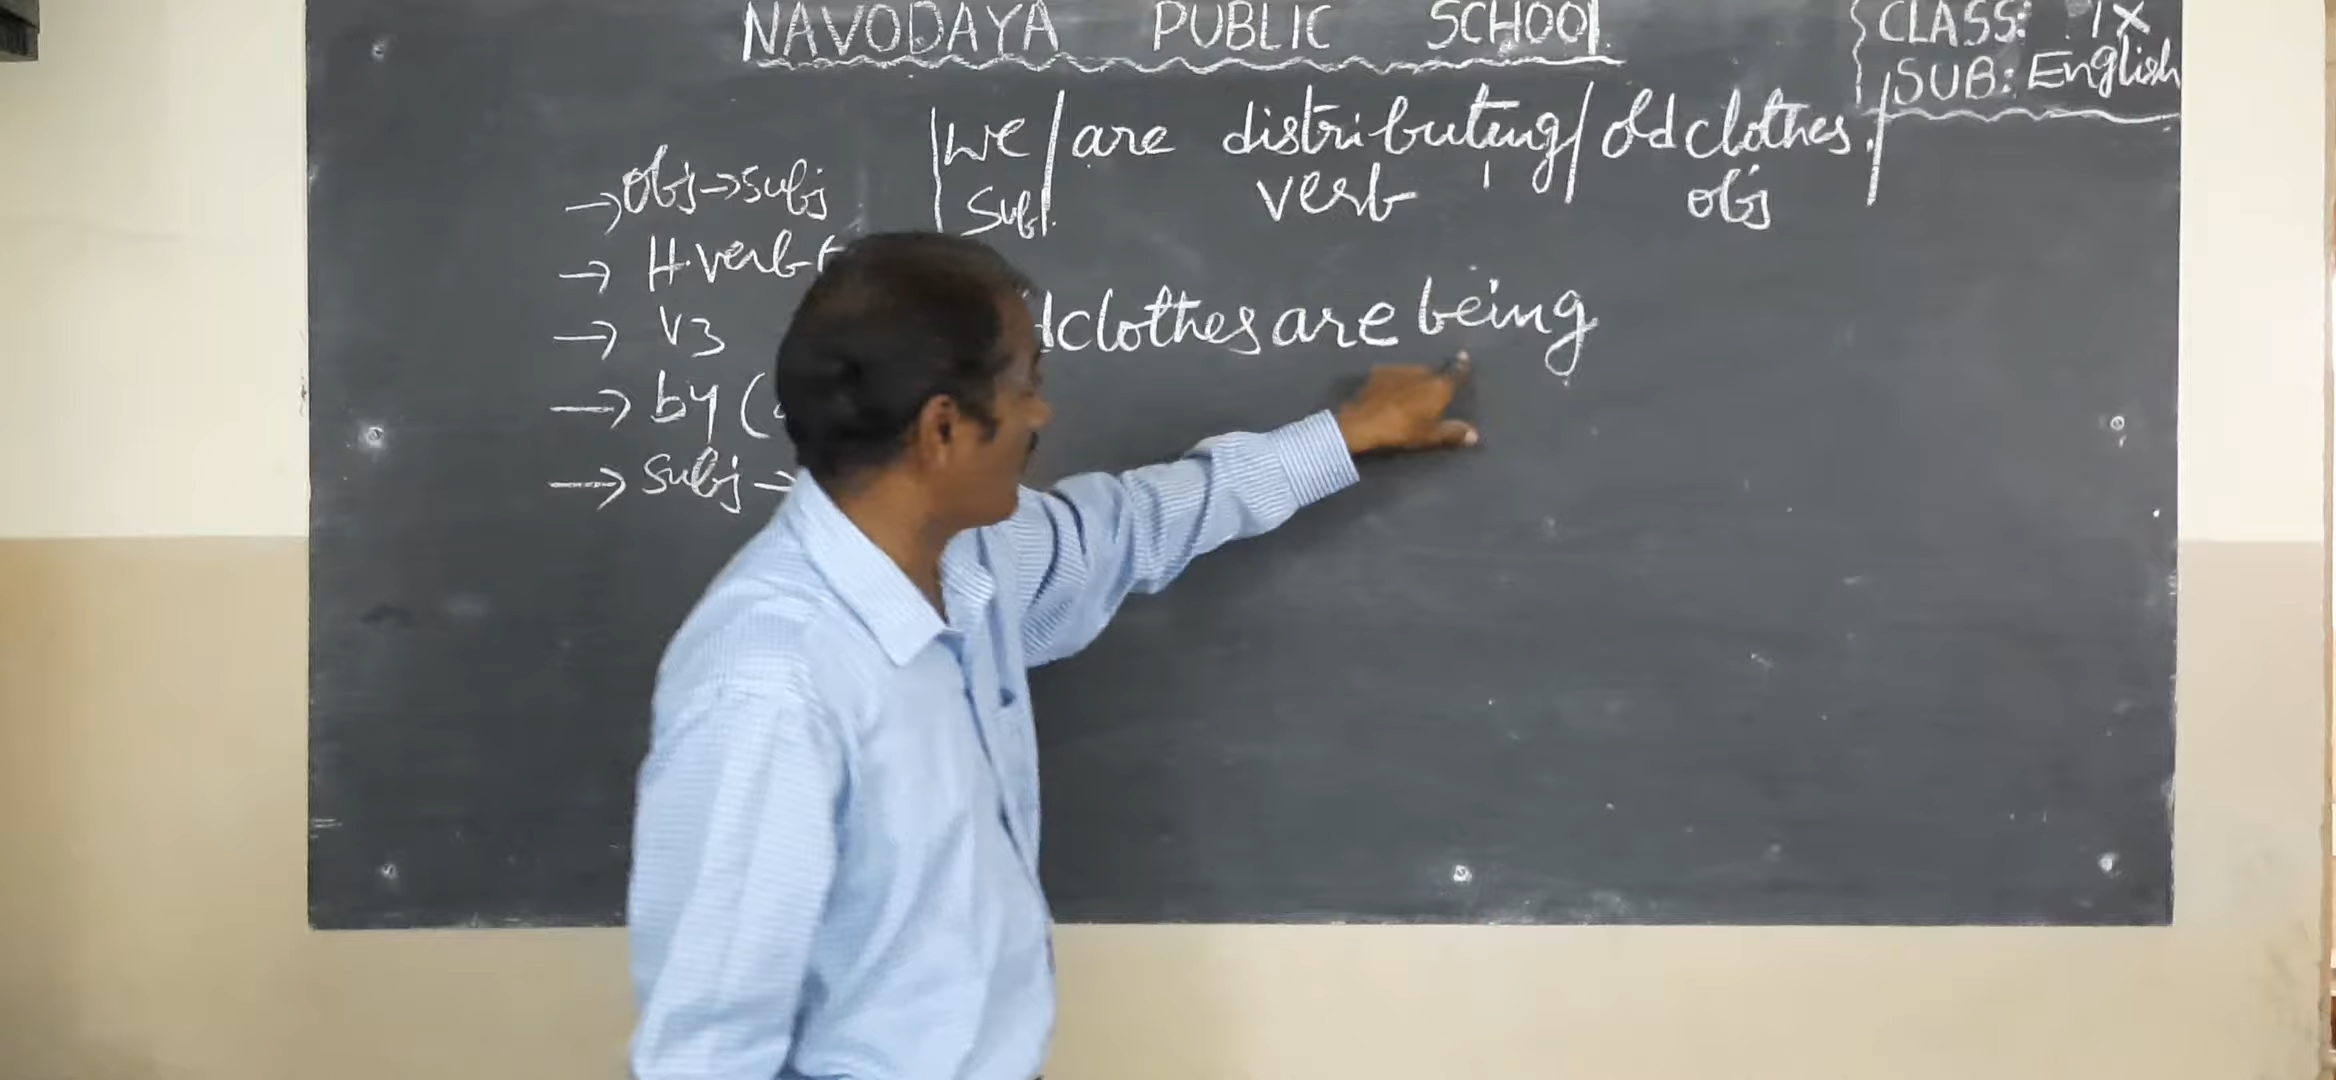 NAVODAYA PUBLIC SCHOOL
CLASS: IX
SUB: English
We / are distributing / old clothes.
Sub. verb obj
→ Obj → Subj
→ H.verb
→ V3
→ by (
→ Subj →
clothes are being